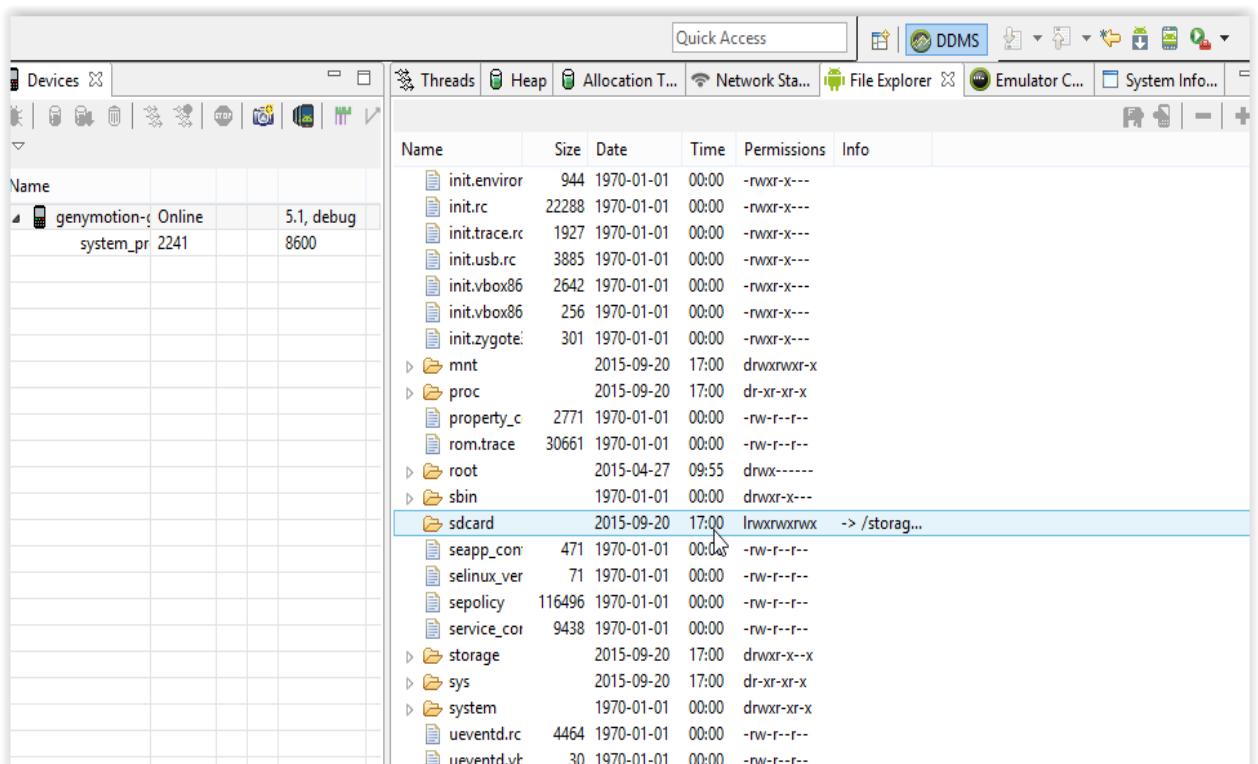 Quick Access
DDMS
Devices
Threads Heap Allocation T... Network Sta... File Explorer Emulator C... System Info...
Name
genymotion-g Online 5.1, debug
system_pr 2241 8600
Name Size Date Time Permissions Info
init.enviror 944 1970-01-01 00:00 -rwxr-x---
init.rc 22288 1970-01-01 00:00 -rwxr-x---
init.trace.rc 1927 1970-01-01 00:00 -rwxr-x---
init.usb.rc 3885 1970-01-01 00:00 -rwxr-x---
init.vbox86 2642 1970-01-01 00:00 -rwxr-x---
init.vbox86 256 1970-01-01 00:00 -rwxr-x---
init.zygote 301 1970-01-01 00:00 -rwxr-x---
mnt 2015-09-20 17:00 drwxrwxr-x
proc 2015-09-20 17:00 dr-xr-xr-x
property_c 2771 1970-01-01 00:00 -rw-r--r--
rom.trace 30661 1970-01-01 00:00 -rw-r--r--
root 2015-04-27 09:55 drwx------
sbin 1970-01-01 00:00 drwxr-x---
sdcard 2015-09-20 17:00 lrwxrwxrwx -> /storag...
seapp_con 471 1970-01-01 00:00 -rw-r--r--
selinux_ver 71 1970-01-01 00:00 -rw-r--r--
sepolicy 116496 1970-01-01 00:00 -rw-r--r--
service_cor 9438 1970-01-01 00:00 -rw-r--r--
storage 2015-09-20 17:00 drwxr-x--x
sys 2015-09-20 17:00 dr-xr-xr-x
system 1970-01-01 00:00 drwxr-xr-x
ueventd.rc 4464 1970-01-01 00:00 -rw-r--r--
ueventd.vb 30 1970-01-01 00:00 -rw-r--r--